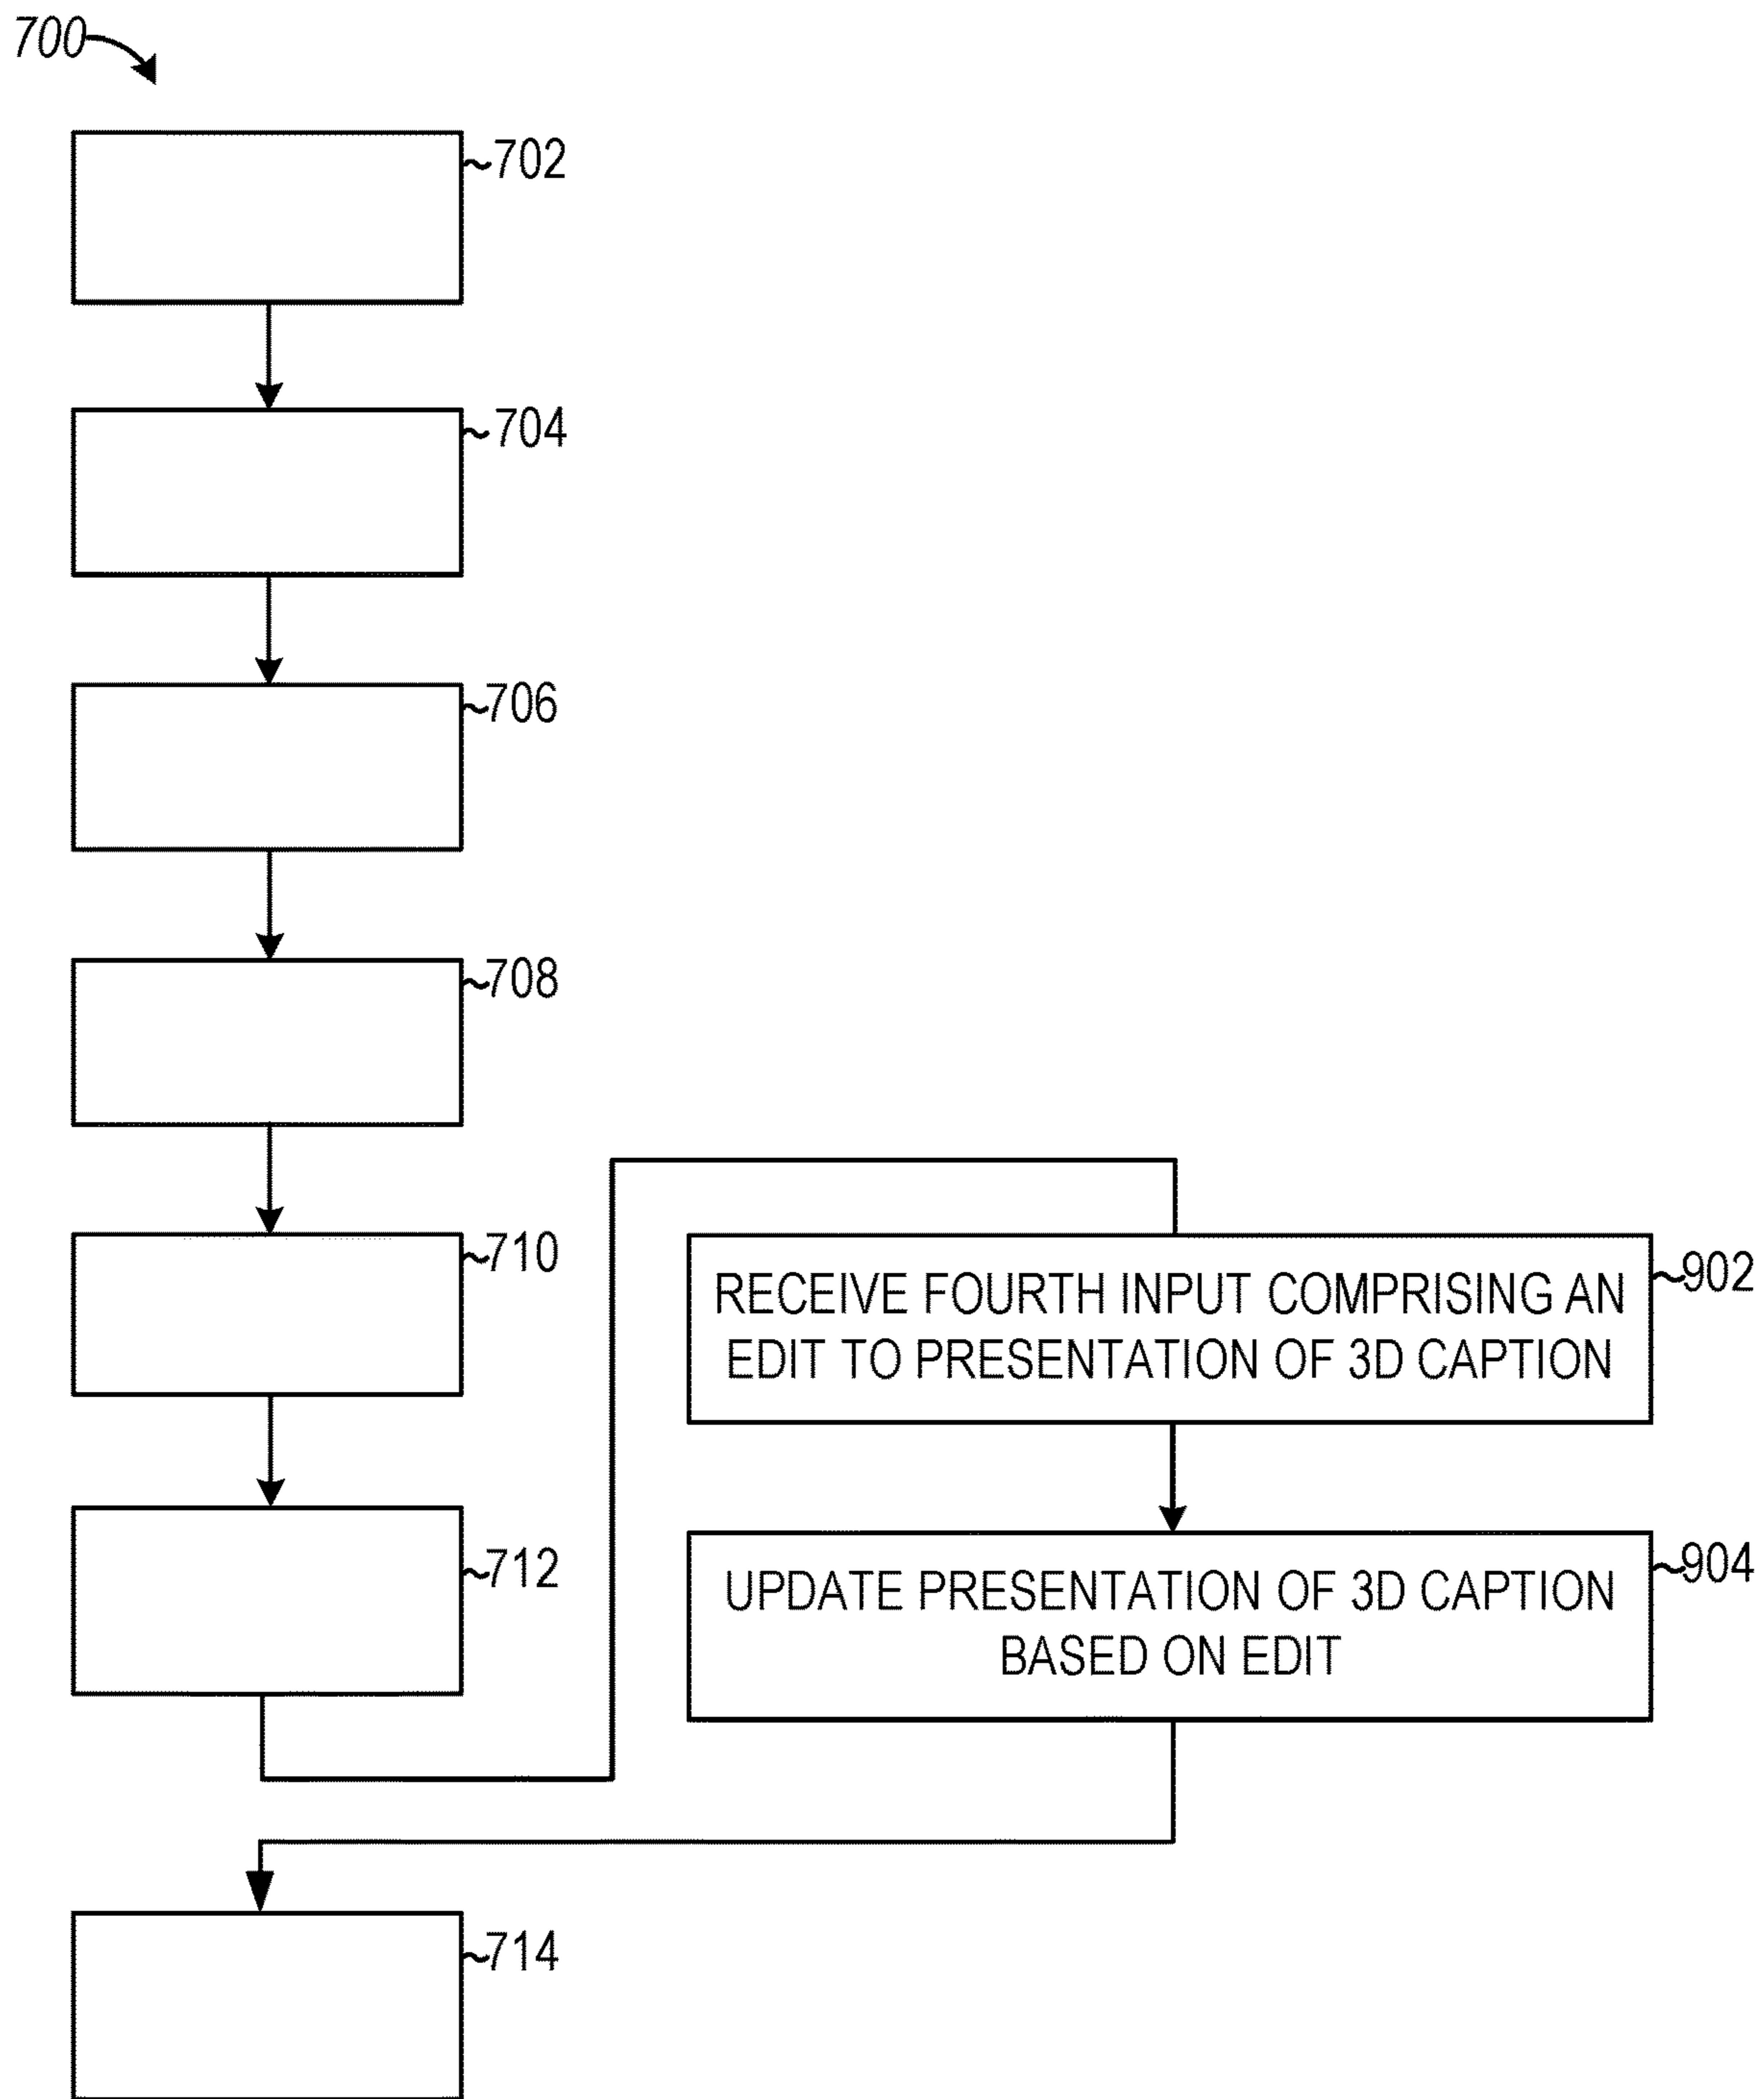 700
702
704
706
708
710
712
714
RECEIVE FOURTH INPUT COMPRISING AN
EDIT TO PRESENTATION OF 3D CAPTION
902
UPDATE PRESENTATION OF 3D CAPTION
BASED ON EDIT
904